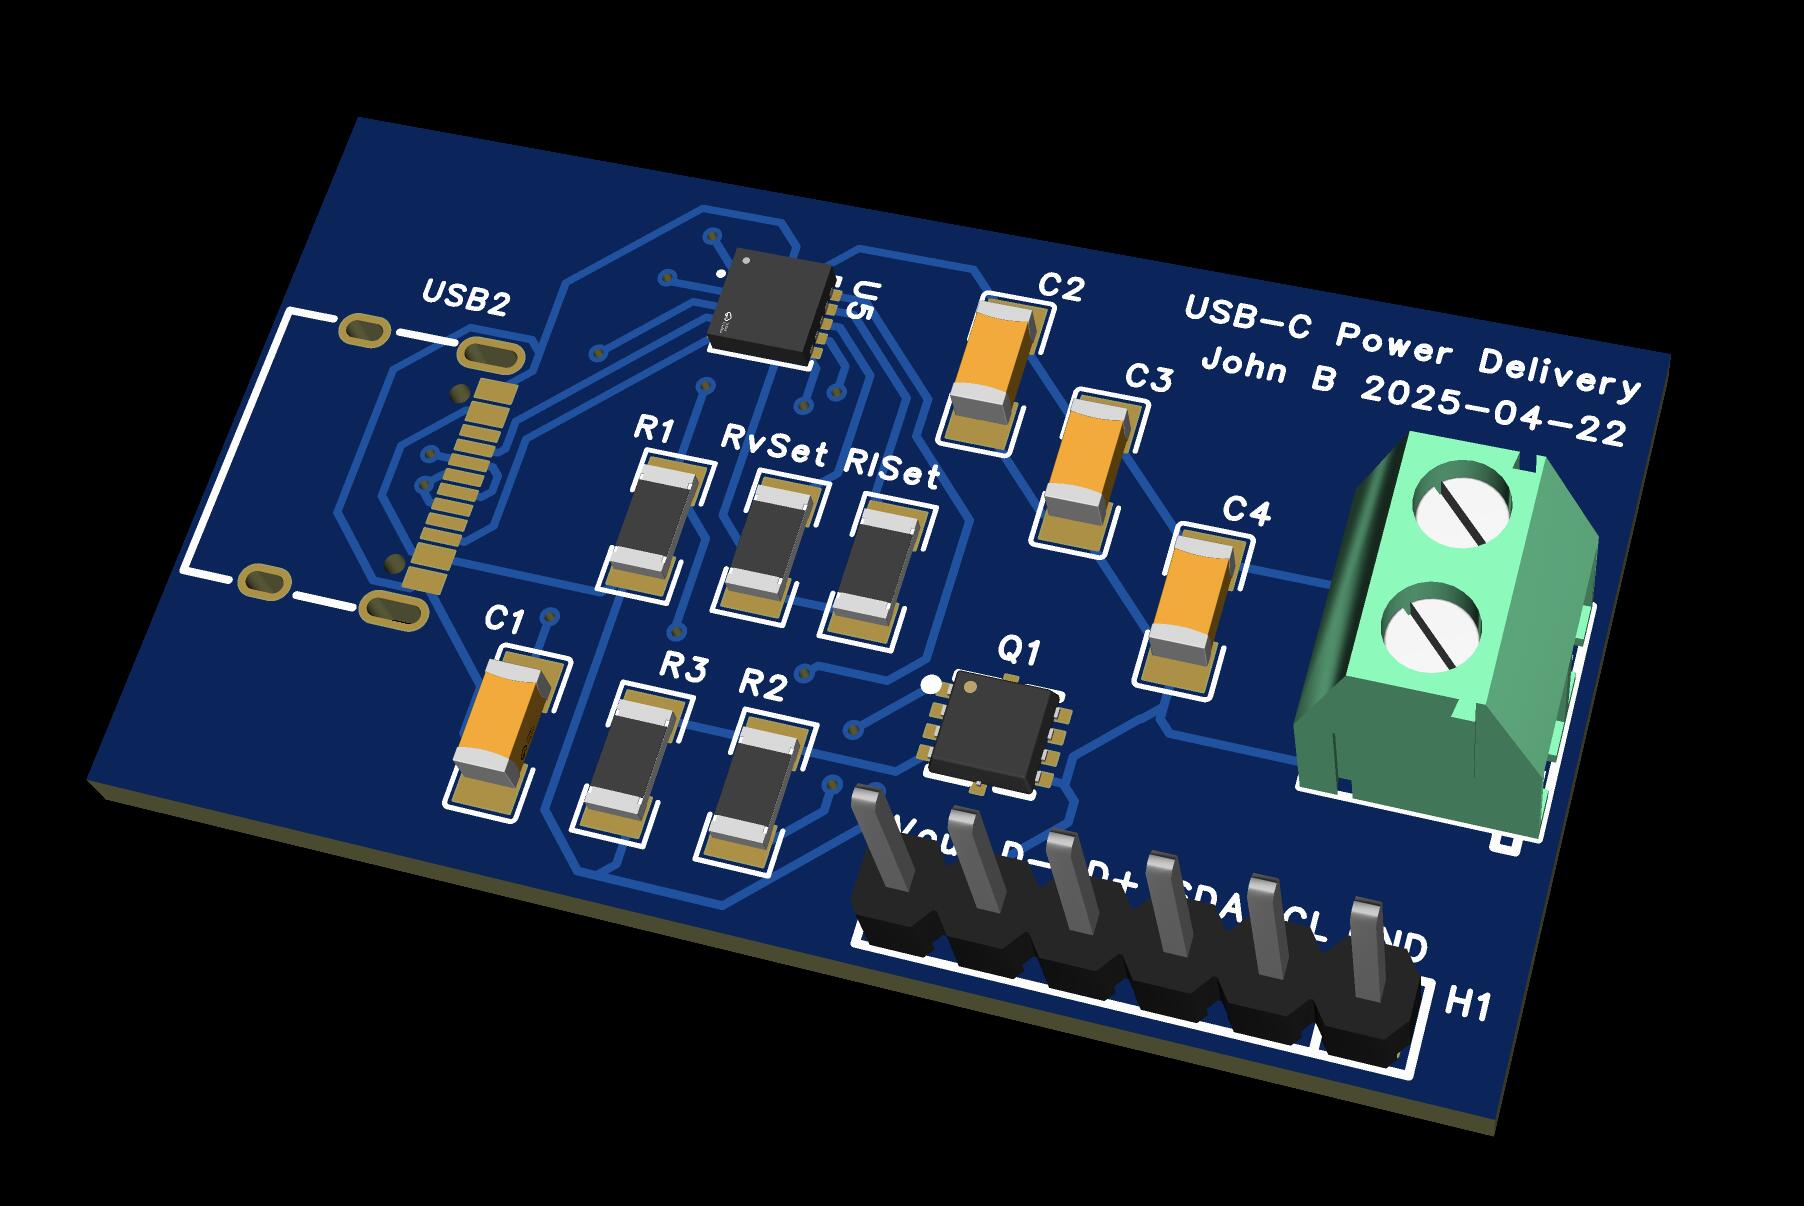 USB2
U5
C2
USB-C Power Delivery
John B 2025-04-22
C3
R1
RvSet
RISet
C4
C1
R3
R2
Q1
D-
D+
H1